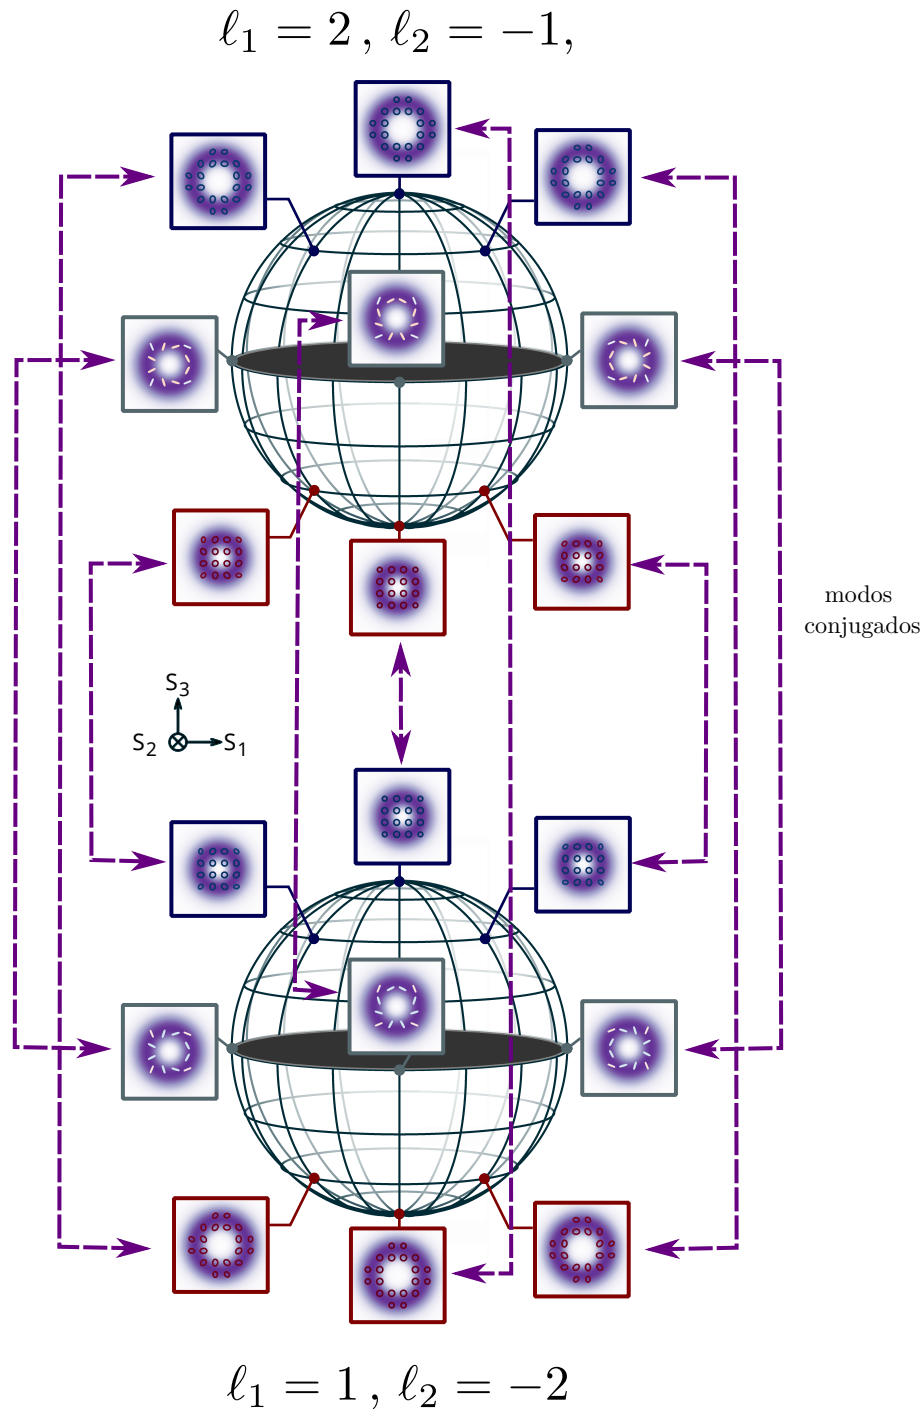 ℓ₁ = 2 , ℓ₂ = −1,
modos
conjugados
S₃
S₂ S₁
ℓ₁ = 1 , ℓ₂ = −2